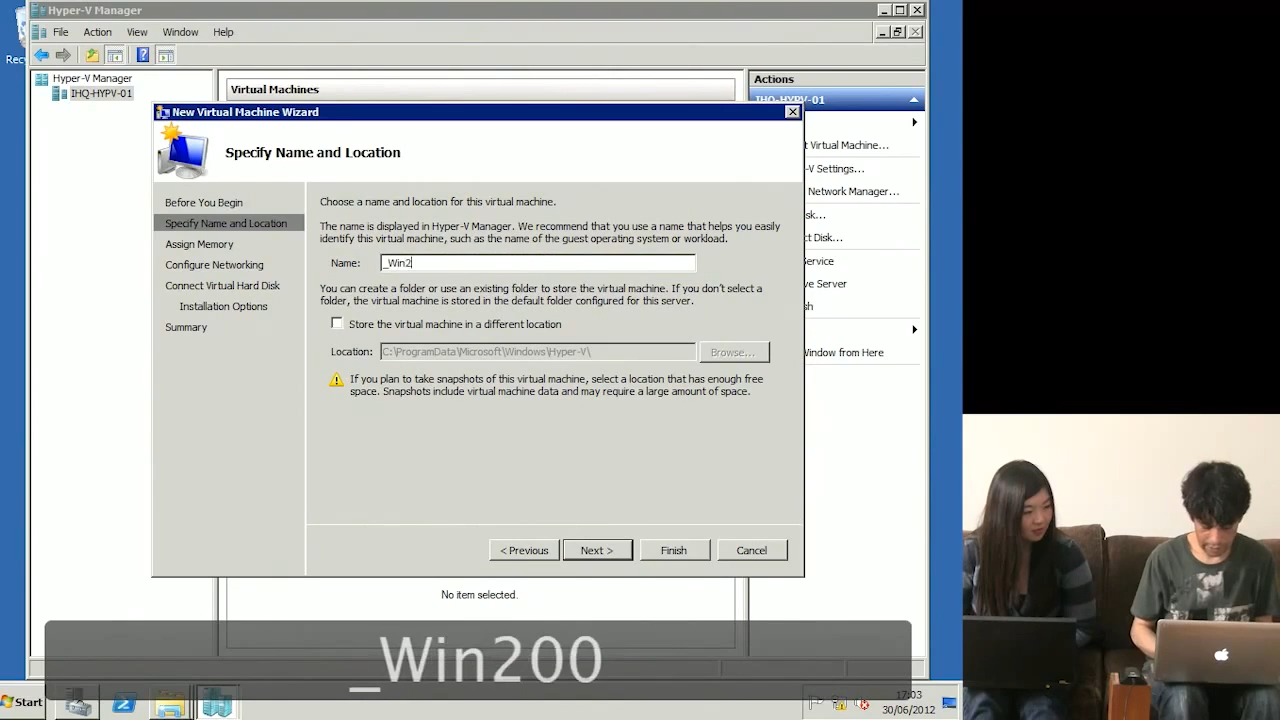 Hyper-V Manager
File Action View Window Help
Hyper-V Manager
IHQ-HYPV-01
Virtual Machines
Actions
IHQ-HYPV-01
t Virtual Machine...
-V Settings...
Network Manager...
sk...
ct Disk...
Service
ve Server
sh
Window from Here
New Virtual Machine Wizard
Specify Name and Location
Before You Begin
Specify Name and Location
Assign Memory
Configure Networking
Connect Virtual Hard Disk
Installation Options
Summary
Choose a name and location for this virtual machine.
The name is displayed in Hyper-V Manager. We recommend that you use a name that helps you easily
identify this virtual machine, such as the name of the guest operating system or workload.
Name: _Win2
You can create a folder or use an existing folder to store the virtual machine. If you don't select a
folder, the virtual machine is stored in the default folder configured for this server.
Store the virtual machine in a different location
Location: C:\ProgramData\Microsoft\Windows\Hyper-V\ Browse...
If you plan to take snapshots of this virtual machine, select a location that has enough free
space. Snapshots include virtual machine data and may require a large amount of space.
< Previous Next > Finish Cancel
No item selected.
_Win200
Start
17:03
30/06/2012